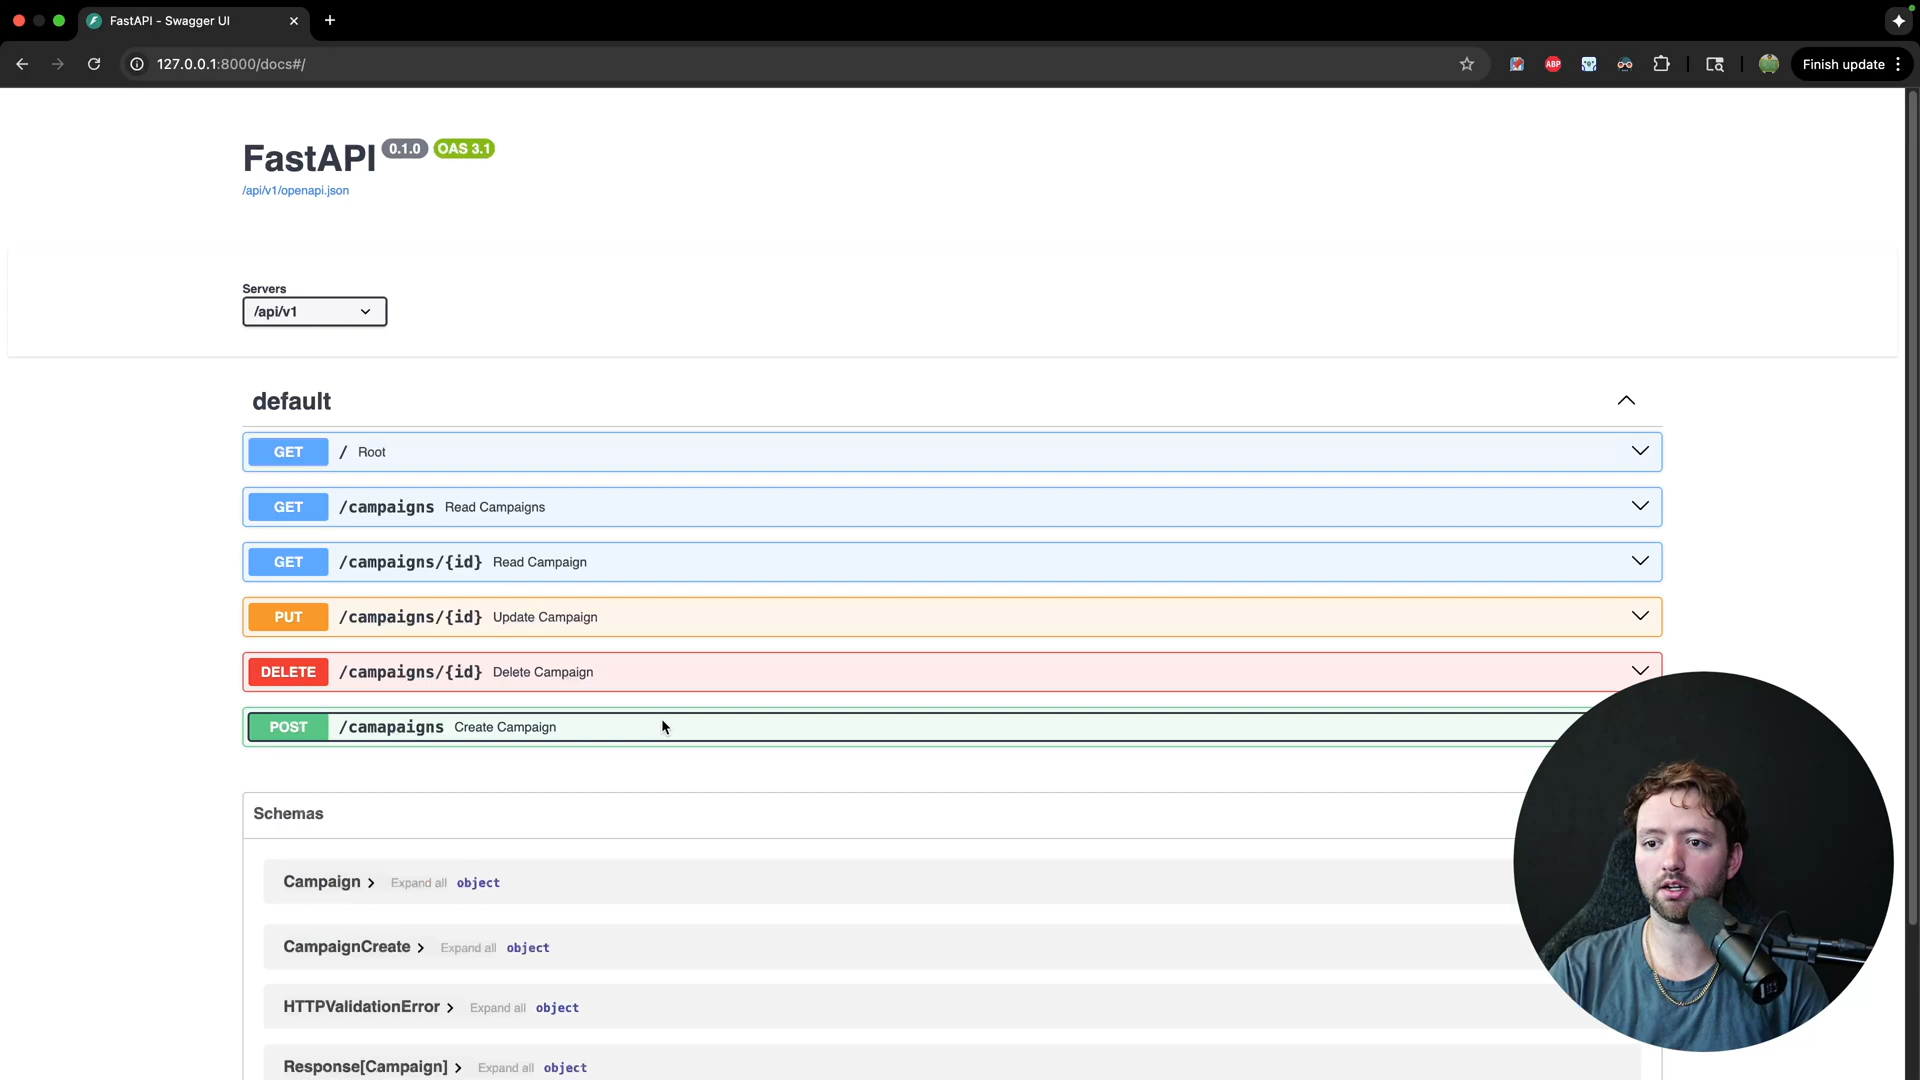 FastAPI - Swagger UI
127.0.0.1:8000/docs#/
ABP
Finish update
FastAPI 0.1.0 OAS 3.1
/api/v1/openapi.json
Servers
/api/v1
default
GET / Root
GET /campaigns Read Campaigns
GET /campaigns/{id} Read Campaign
PUT /campaigns/{id} Update Campaign
DELETE /campaigns/{id} Delete Campaign
POST /camapaigns Create Campaign
Schemas
Campaign Expand all object
CampaignCreate Expand all object
HTTPValidationError Expand all object
Response[Campaign] Expand all object